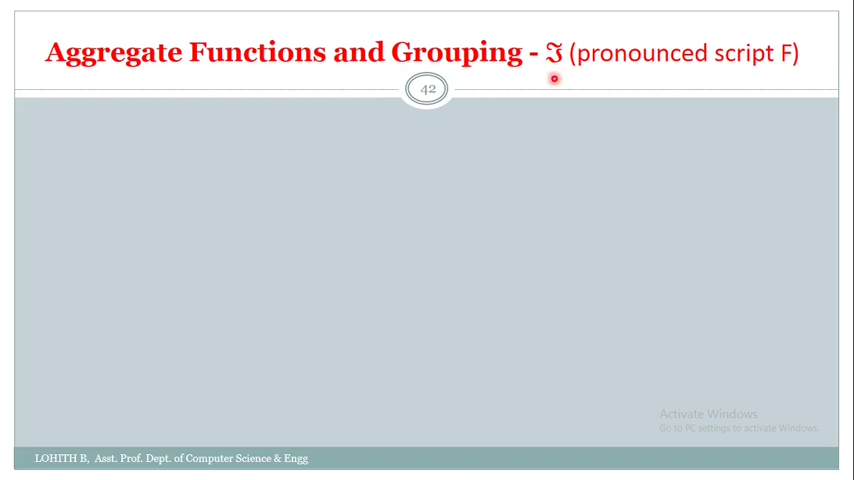 Aggregate Functions and Grouping - ℑ (pronounced script F)
42
Activate Windows
Go to PC settings to activate Windows.
LOHITH B, Asst. Prof. Dept. of Computer Science & Engg